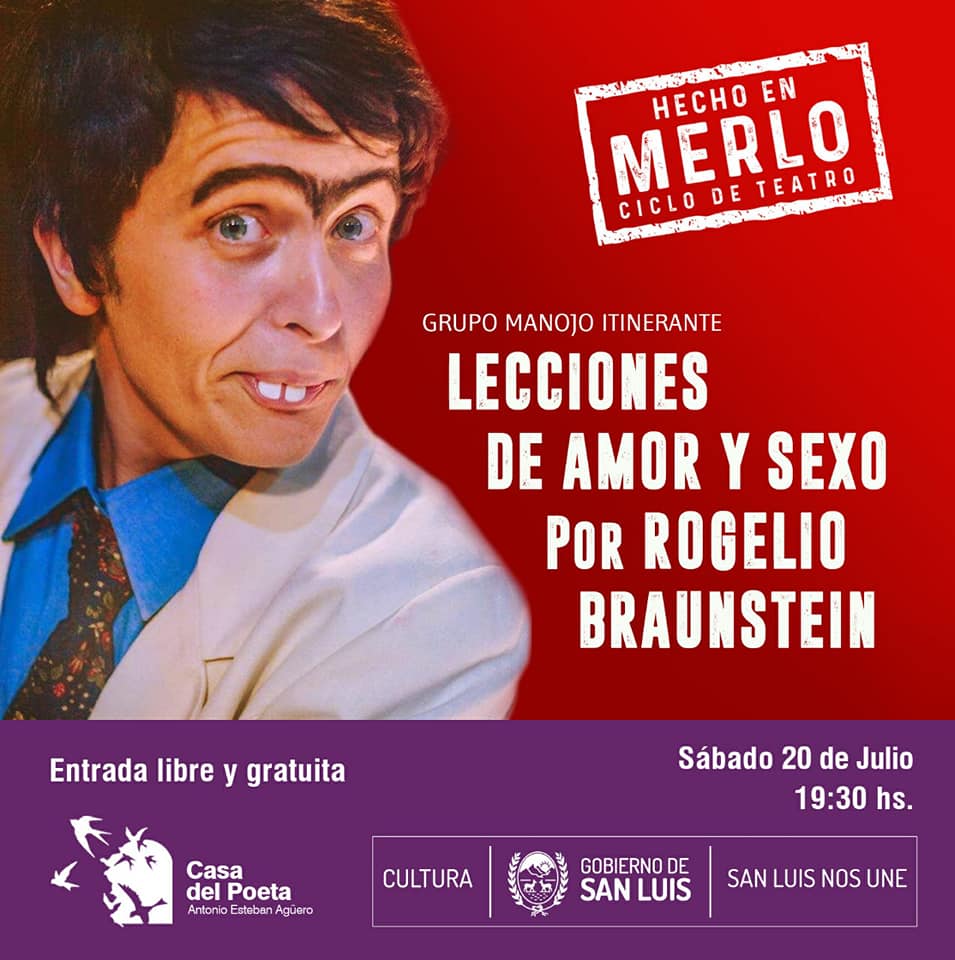 HECHO EN
MERLO
CICLO DE TEATRO
GRUPO MANOJO ITINERANTE
LECCIONES
DE AMOR Y SEXO
POR ROGELIO
BRAUNSTEIN
Entrada libre y gratuita
Sábado 20 de Julio
19:30 hs.
Casa
del Poeta
Antonio Esteban Agüero
CULTURA
GOBIERNO DE
SAN LUIS
SAN LUIS NOS UNE